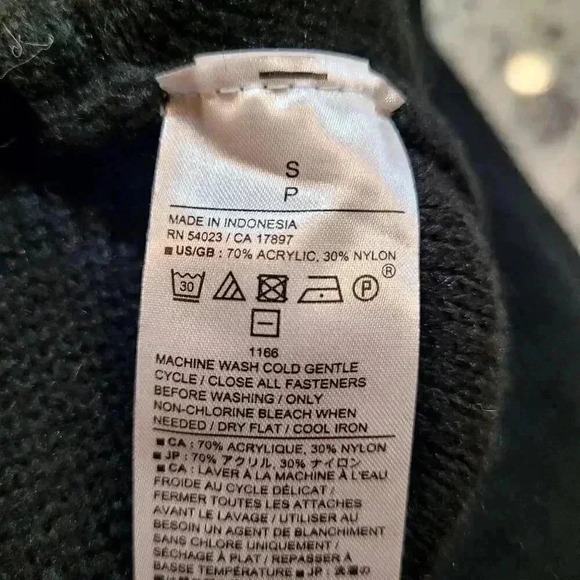 S
P
MADE IN INDONESIA
RN 54023 / CA 17897
■ US/GB : 70% ACRYLIC, 30% NYLON
30 P ®
1166
MACHINE WASH COLD GENTLE
CYCLE / CLOSE ALL FASTENERS
BEFORE WASHING / ONLY
NON-CHLORINE BLEACH WHEN
NEEDED / DRY FLAT / COOL IRON
■ CA : 70% ACRYLIQUE, 30% NYLON
■ JP : 70% アクリル, 30% ナイロン
■ CA : LAVER À LA MACHINE À L'EAU
FROIDE AU CYCLE DÉLICAT /
FERMER TOUTES LES ATTACHES
AVANT LE LAVAGE / UTILISER AU
BESOIN UN AGENT DE BLANCHIMENT
SANS CHLORE UNIQUEMENT /
SÉCHAGE À PLAT / REPASSER À
BASSE TEMPÉRATURE ■ JP : 洗濯の